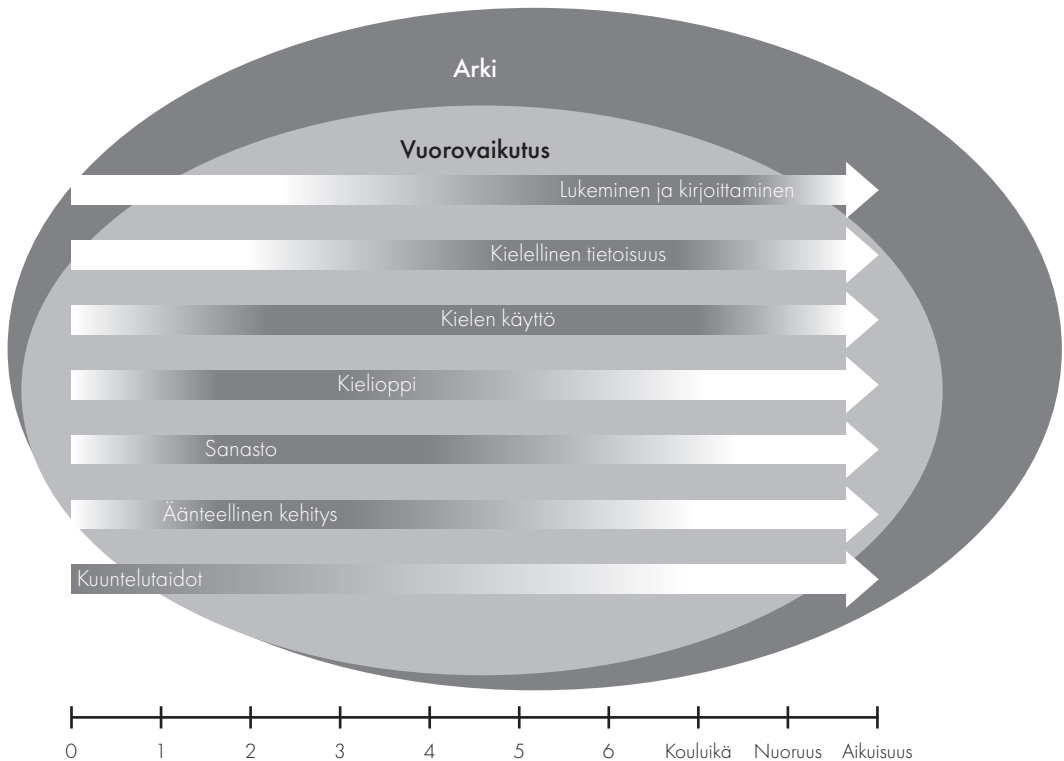 Arki
Vuorovaikutus
Lukeminen ja kirjoittaminen
Kielellinen tietoisuus
Kielen käyttö
Kielioppi
Sanasto
Äänteellinen kehitys
Kuuntelutaidot
0 1 2 3 4 5 6 Kouluikä Nuoruus Aikuisuus